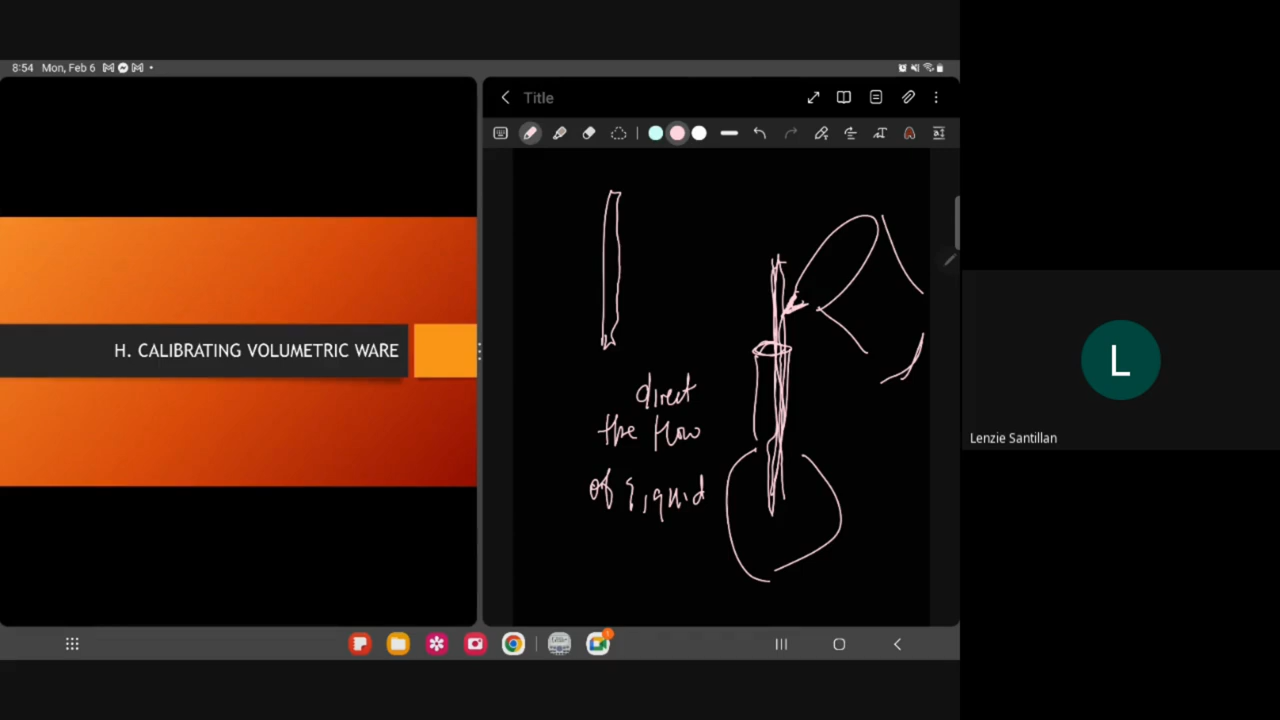 8:54 Mon, Feb 6
Title
H. CALIBRATING VOLUMETRIC WARE
direct
the flow
of liquid
L
Lenzie Santillan